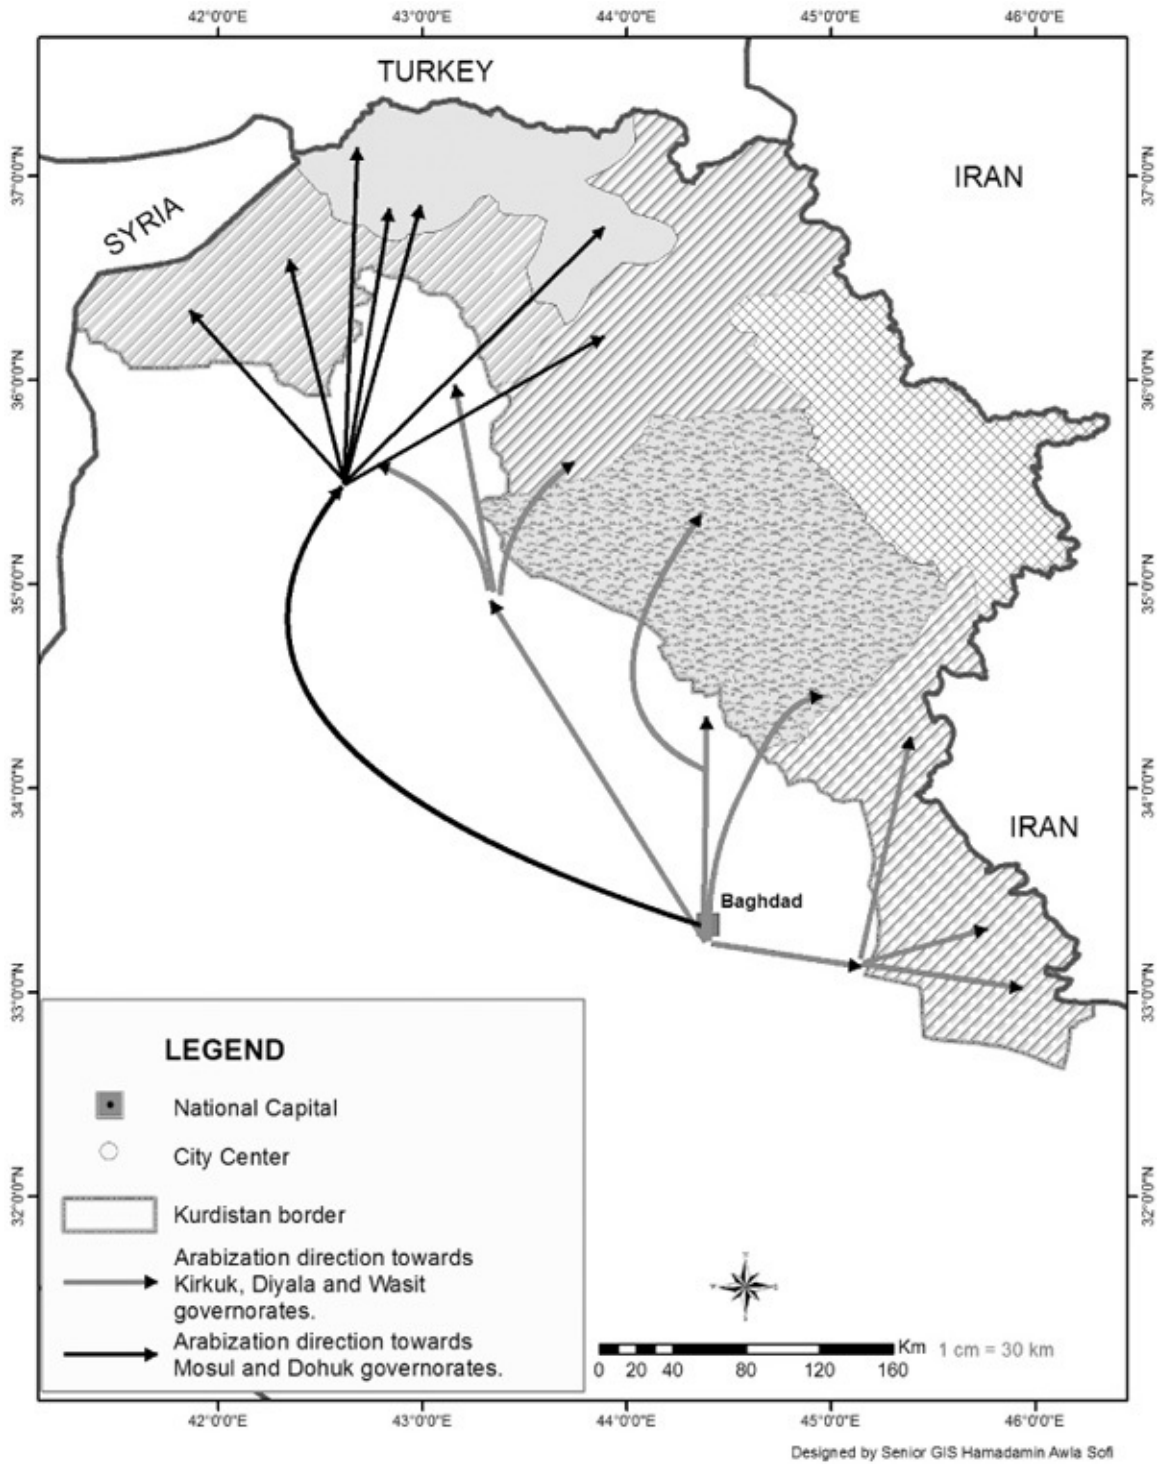 42°0'0"E 43°0'0"E 44°0'0"E 45°0'0"E 46°0'0"E
TURKEY
IRAN
SYRIA
37°0'0"N 37°0'0"N
36°0'0"N 36°0'0"N
35°0'0"N 35°0'0"N
34°0'0"N 34°0'0"N
IRAN
Baghdad
33°0'0"N 33°0'0"N
LEGEND
National Capital
City Center
Kurdistan border
Arabization direction towards
Kirkuk, Diyala and Wasit
governorates.
Arabization direction towards
Mosul and Dohuk governorates.
32°0'0"N 32°0'0"N
Km 1 cm = 30 km
0 20 40 80 120 160
42°0'0"E 43°0'0"E 44°0'0"E 45°0'0"E 46°0'0"E
Designed by Senior GIS Hamadamin Awla Sofi